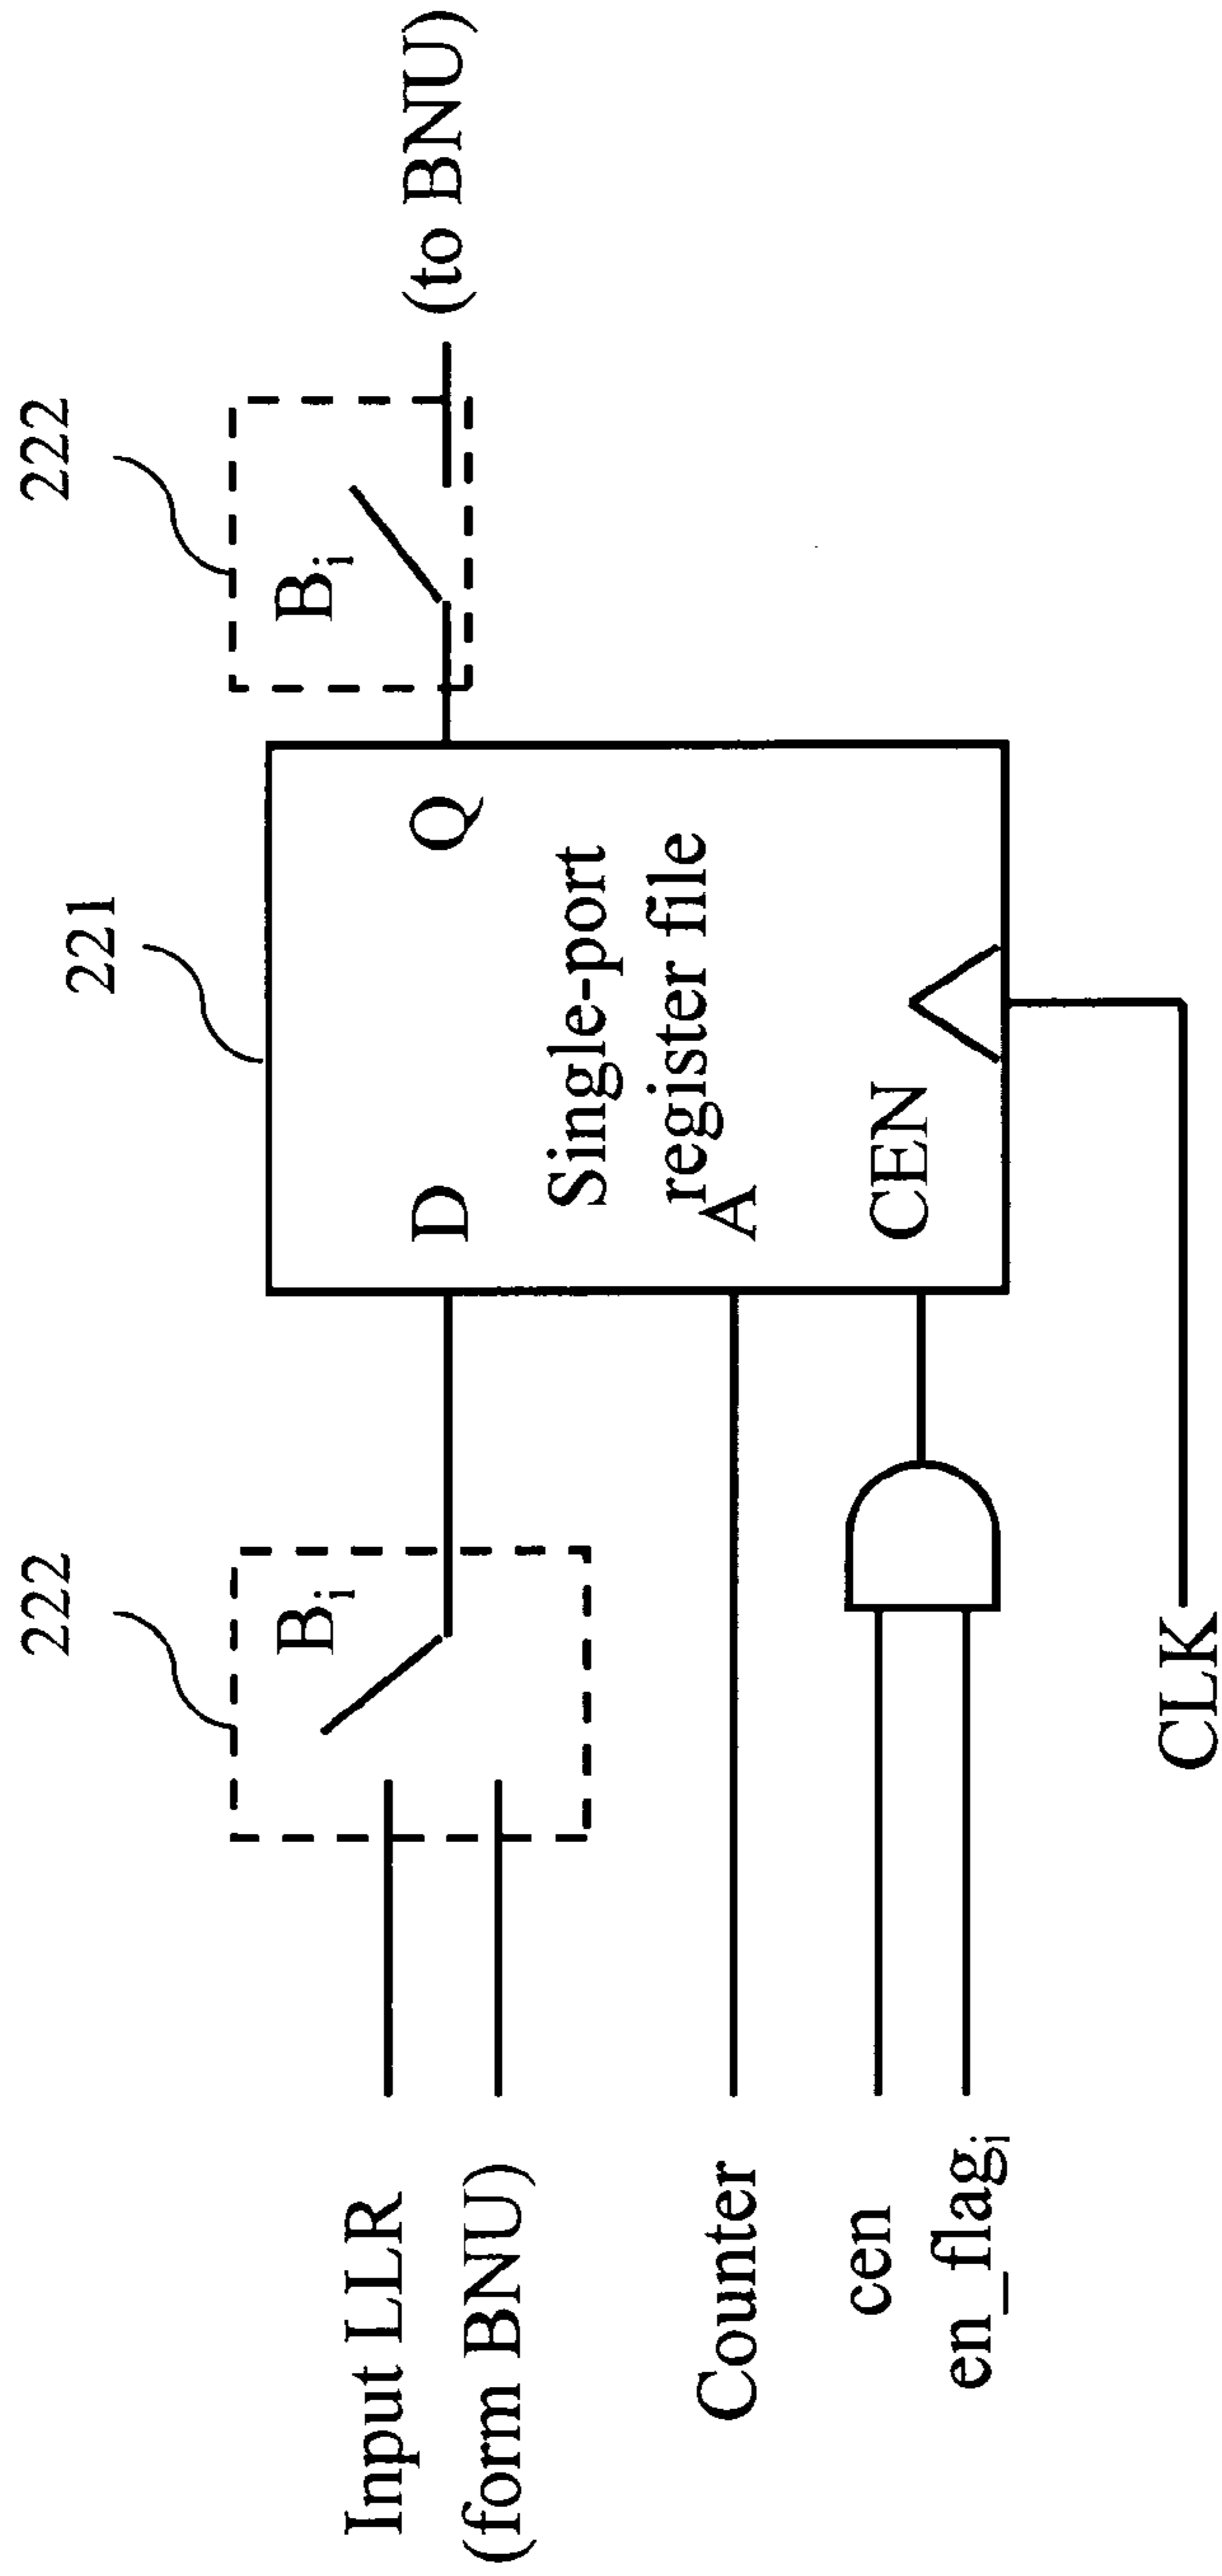 222
221
222
B_i
B_i
Input LLR
(form BNU)
D
Q
(to BNU)
Single-port
register file
Counter
A
cen
en_flag_i
CEN
CLK